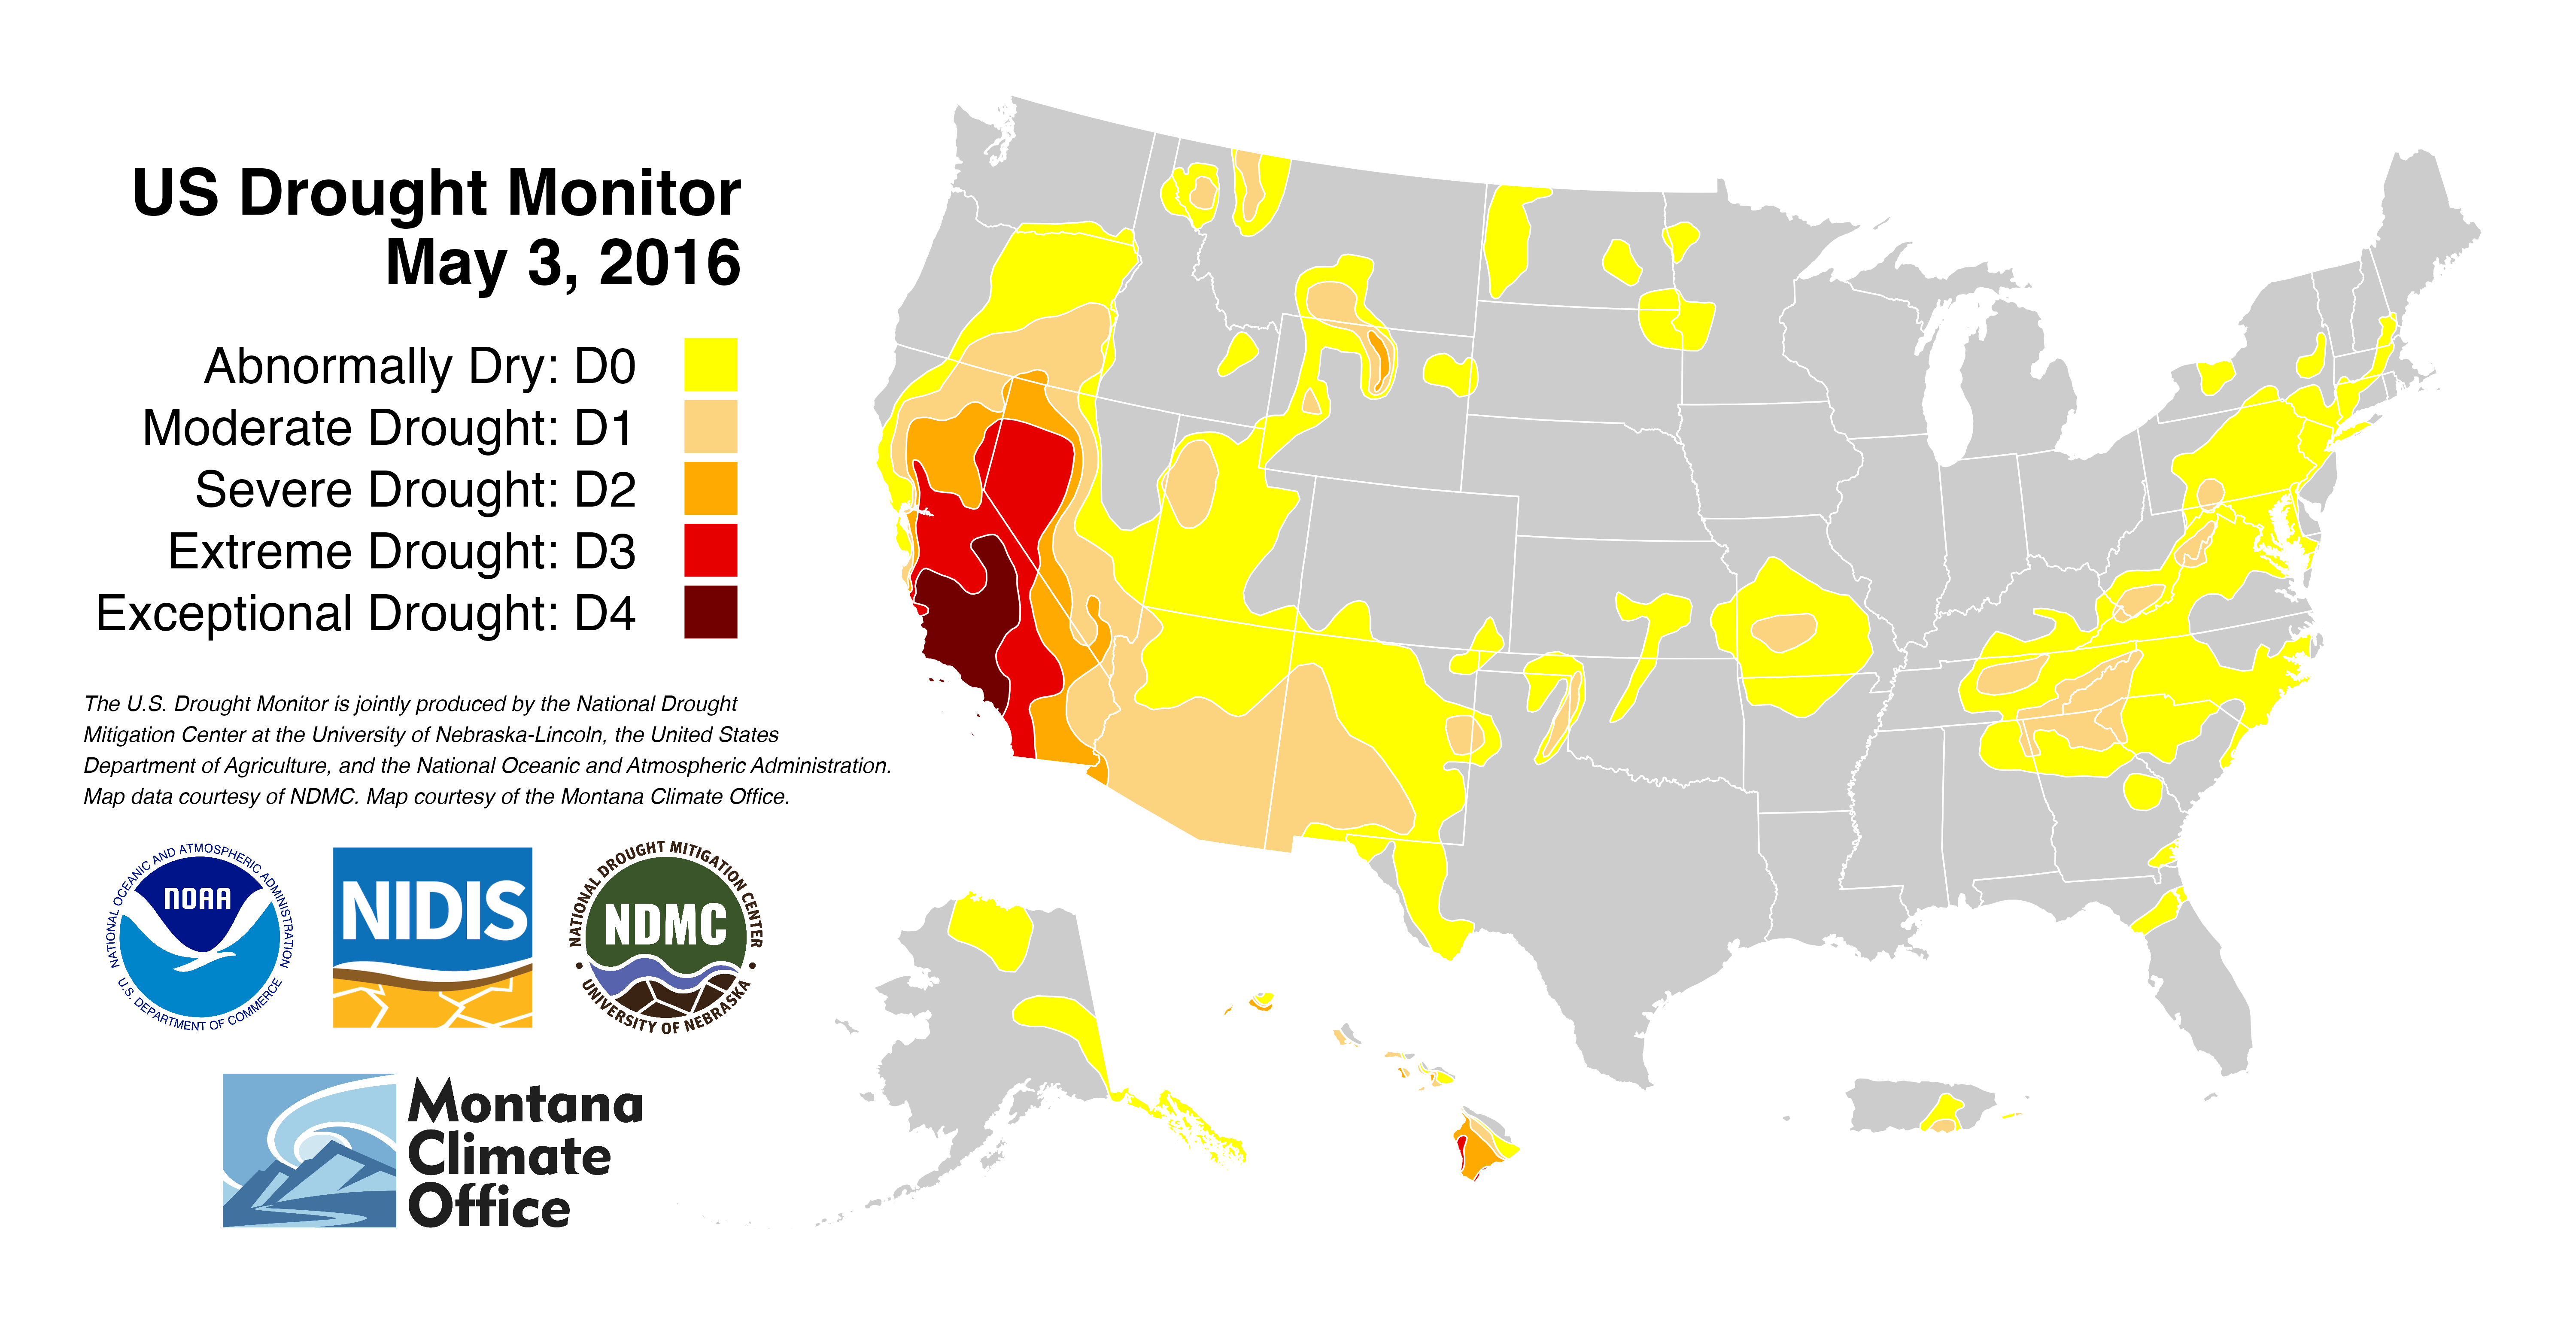 US Drought Monitor
May 3, 2016
Abnormally Dry: D0
Moderate Drought: D1
Severe Drought: D2
Extreme Drought: D3
Exceptional Drought: D4
The U.S. Drought Monitor is jointly produced by the National Drought
Mitigation Center at the University of Nebraska-Lincoln, the United States
Department of Agriculture, and the National Oceanic and Atmospheric Administration.
Map data courtesy of NDMC. Map courtesy of the Montana Climate Office.
NATIONAL OCEANIC AND ATMOSPHERIC ADMINISTRATION
NOAA
U.S. DEPARTMENT OF COMMERCE
NIDIS
NATIONAL DROUGHT MITIGATION CENTER
NDMC
• UNIVERSITY OF NEBRASKA •
Montana
Climate
Office